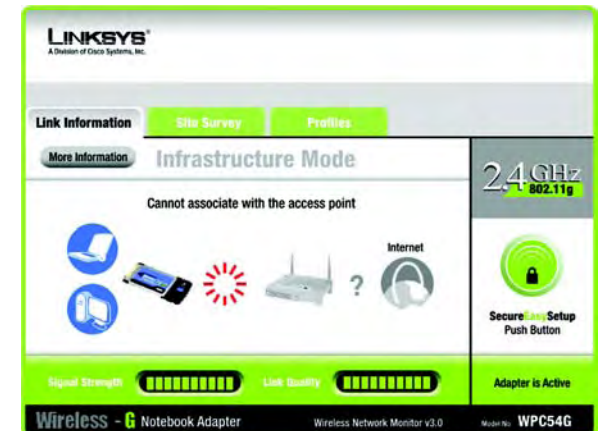 LINKSYS®
A Division of Cisco Systems, Inc.
Link Information Site Survey Profiles
More Information Infrastructure Mode
2.4 GHz
802.11g
Cannot associate with the access point
Internet
?
SecureEasySetup
Push Button
Signal Strength Link Quality Adapter is Active
Wireless - G Notebook Adapter Wireless Network Monitor v3.0 Model No. WPC54G